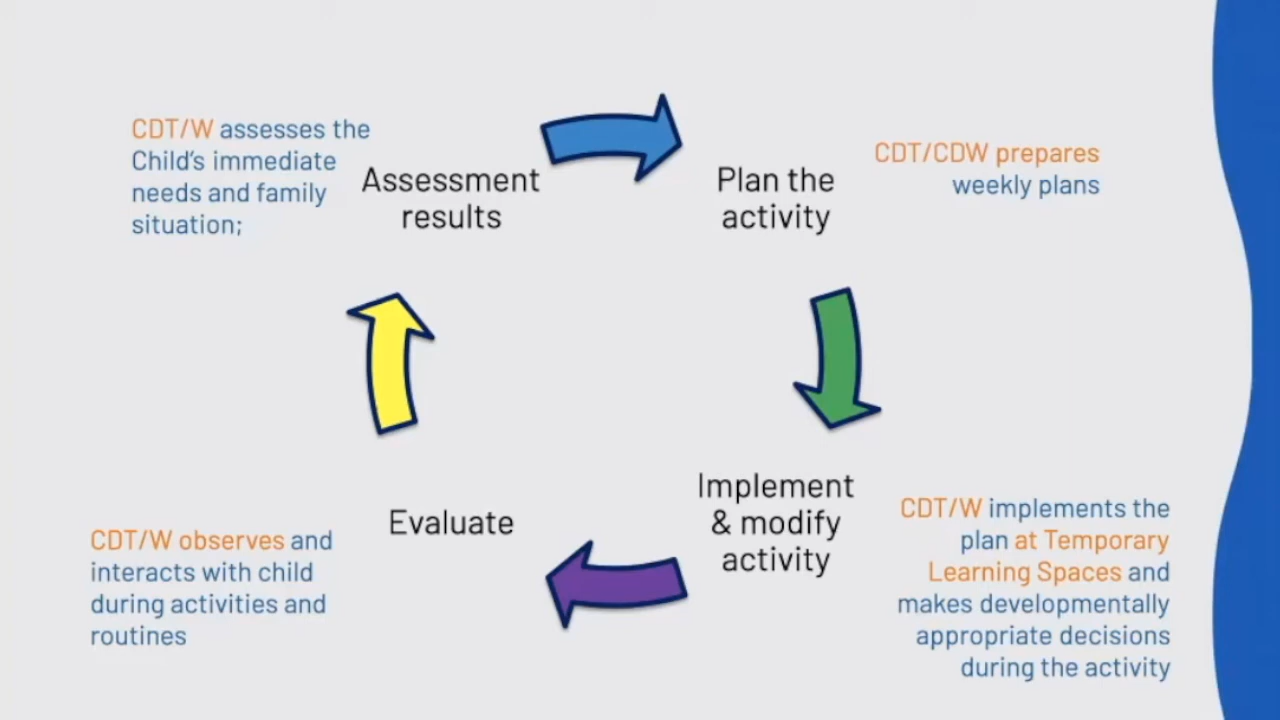 CDT/W assesses the
Child's immediate
needs and family
situation;
Assessment
results
Plan the
activity
CDT/CDW prepares
weekly plans
Implement
& modify
activity
CDT/W implements the
plan at Temporary
Learning Spaces and
makes developmentally
appropriate decisions
during the activity
Evaluate
CDT/W observes and
interacts with child
during activities and
routines